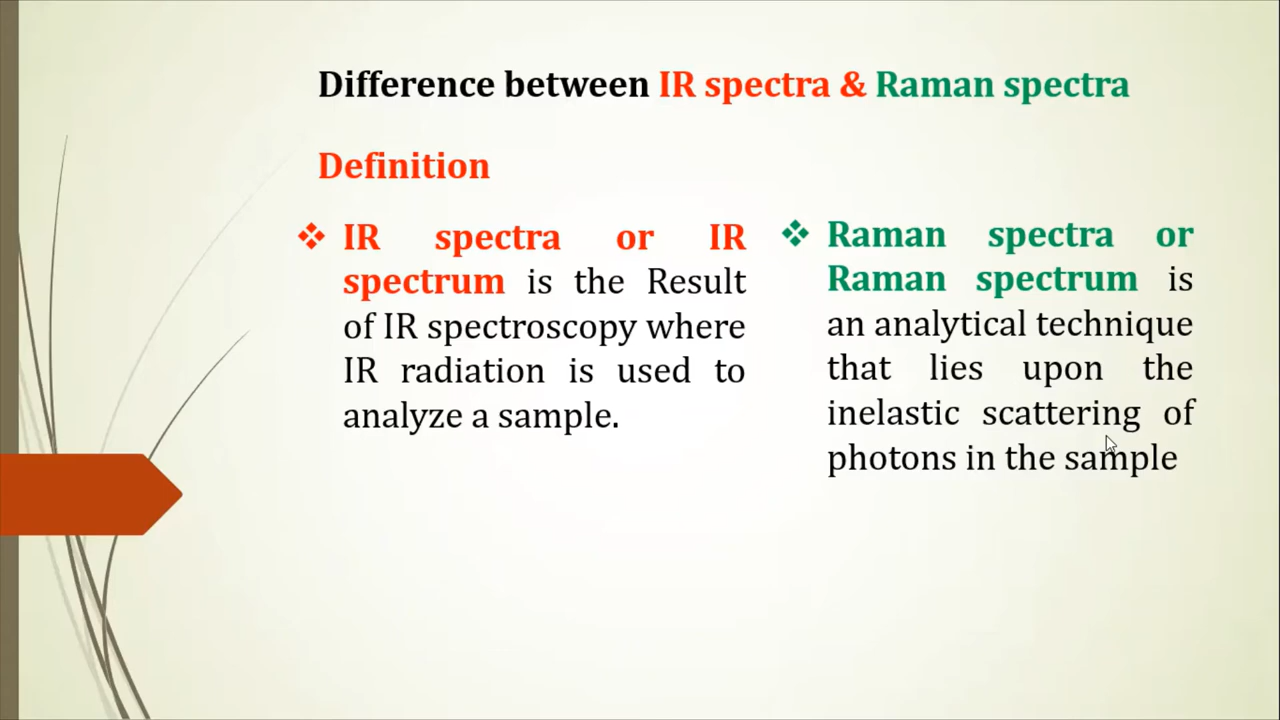 Difference between IR spectra & Raman spectra
Definition
❖ IR spectra or IR
spectrum is the Result
of IR spectroscopy where
IR radiation is used to
analyze a sample.
❖ Raman spectra or
Raman spectrum is
an analytical technique
that lies upon the
inelastic scattering of
photons in the sample